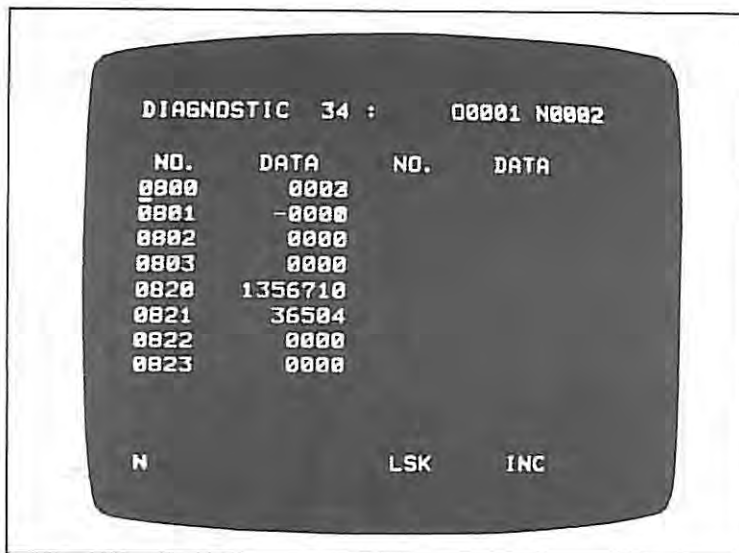 DIAGNOSTIC 34 : O0001 N0002
NO. DATA NO. DATA
0800 0002
0801 -0000
0802 0000
0803 0000
0820 1356710
0821 36504
0822 0000
0823 0000
N LSK INC